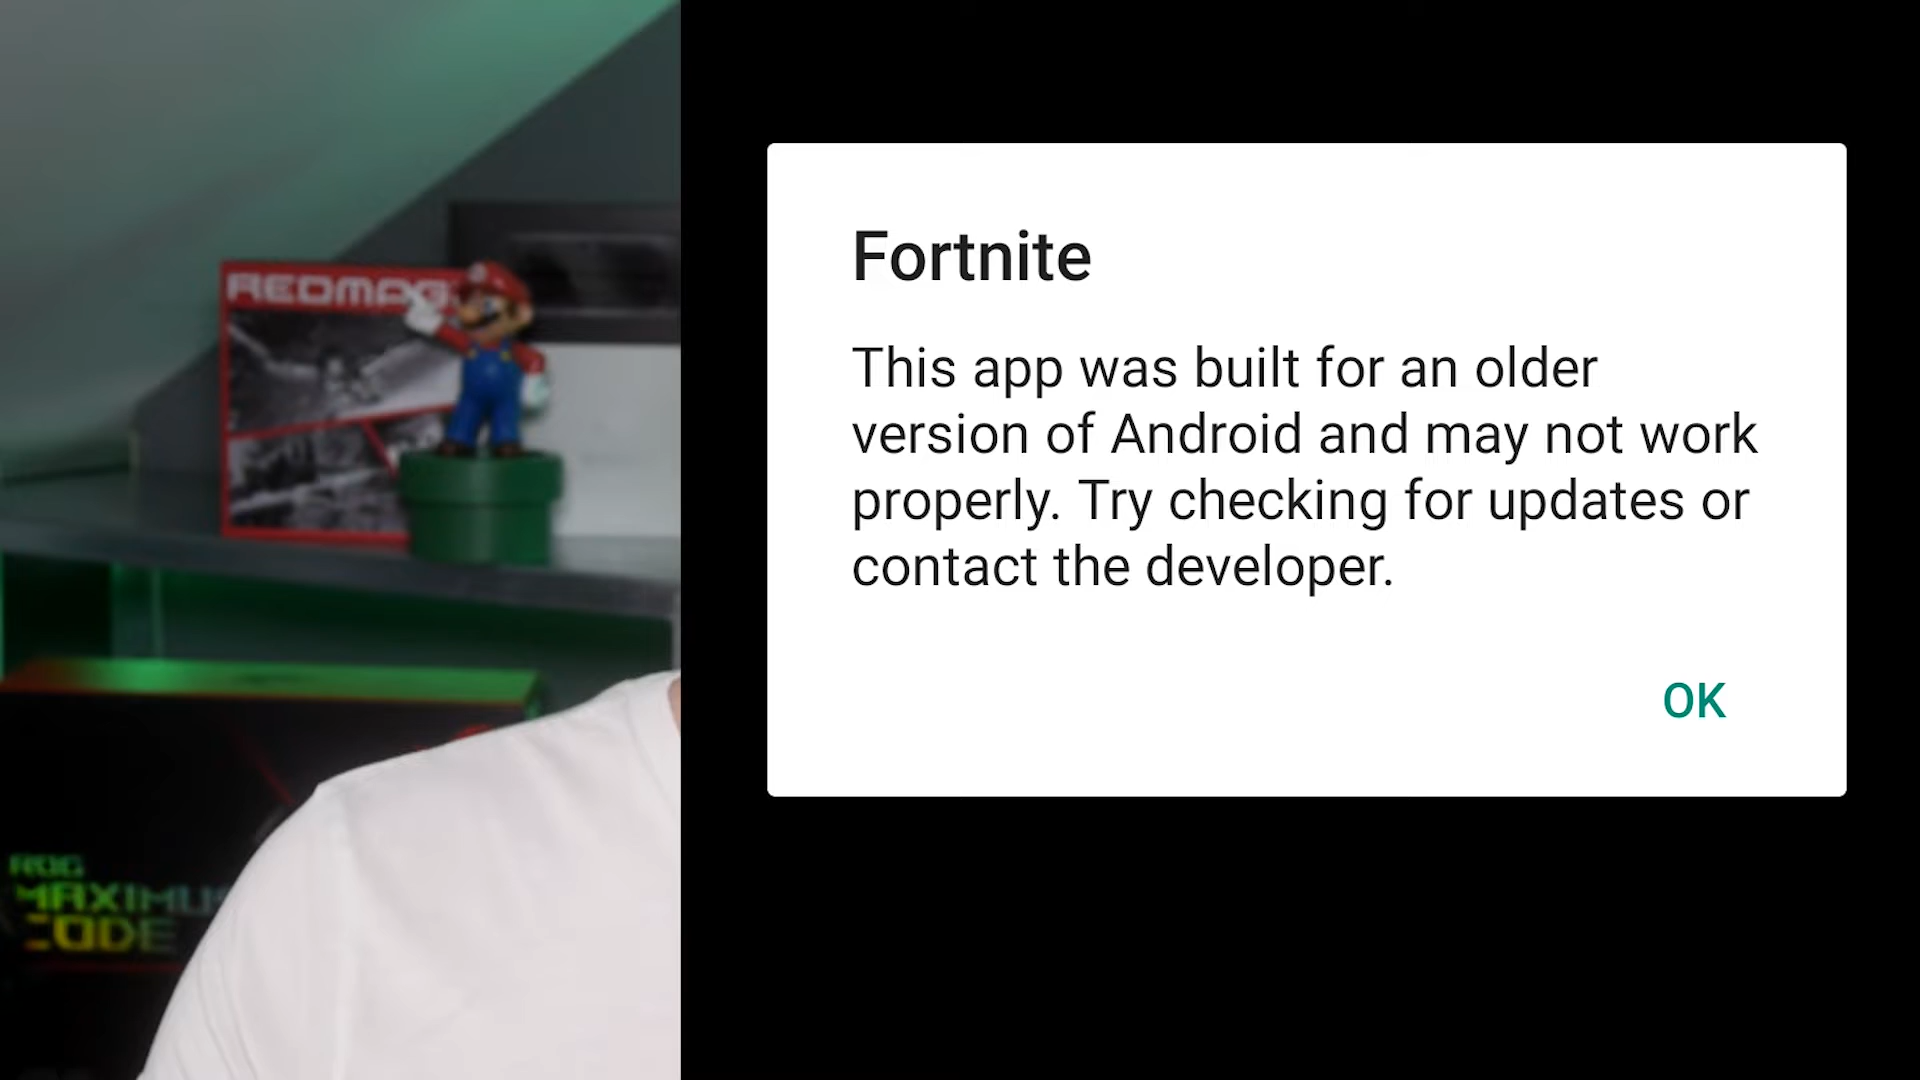 REDMAG
Fortnite
This app was built for an older
version of Android and may not work
properly. Try checking for updates or
contact the developer.
OK
ROG
MAXIMUS
CODE